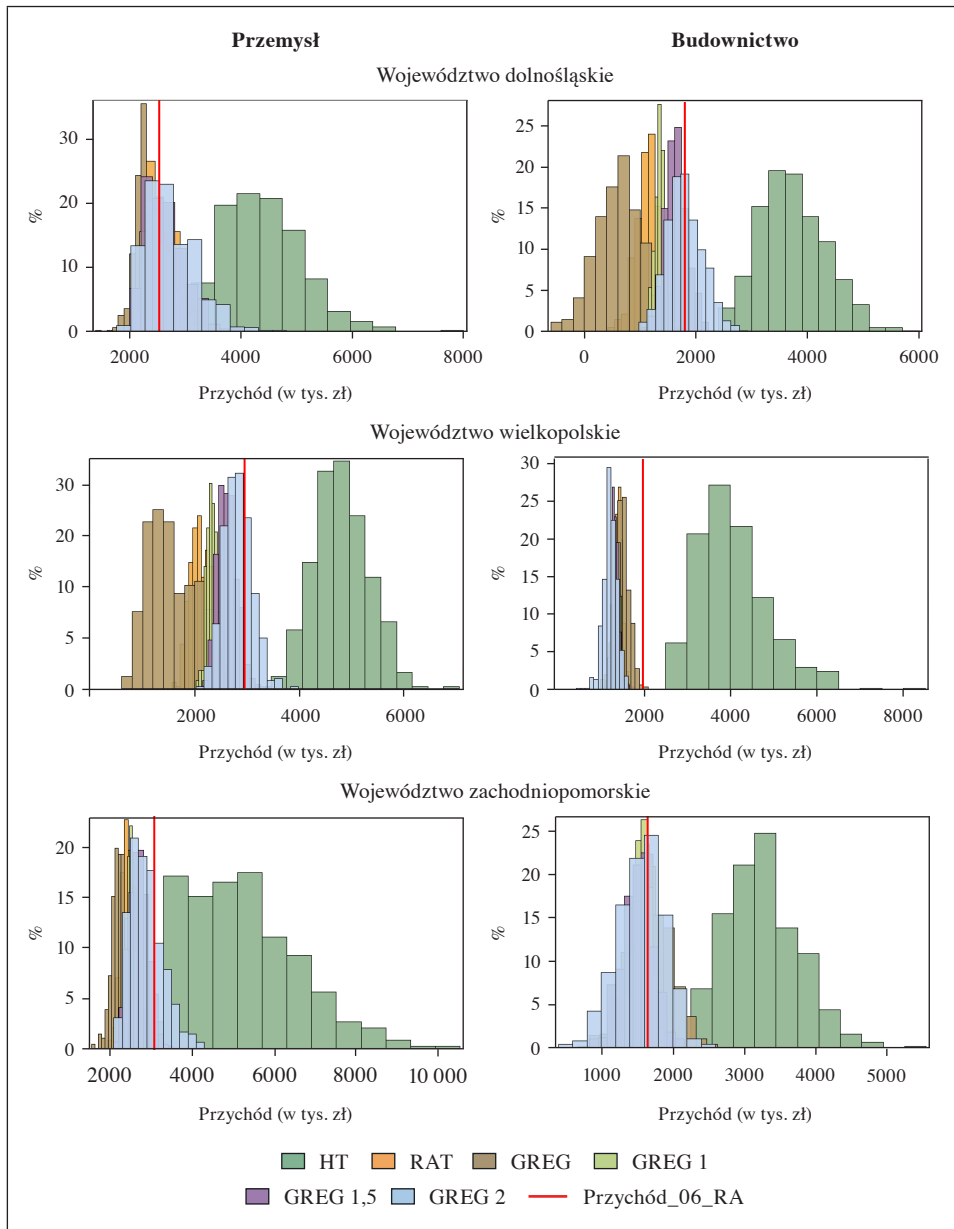 Przemysł
Budownictwo
Województwo dolnośląskie
%
30
20
10
0
2000 4000 6000 8000
Przychód (w tys. zł)
%
25
20
15
10
5
0
0 2000 4000 6000
Przychód (w tys. zł)
Województwo wielkopolskie
%
30
20
10
5
0
2000 4000 6000
Przychód (w tys. zł)
%
30
25
20
15
10
5
0
2000 4000 6000 8000
Przychód (w tys. zł)
Województwo zachodniopomorskie
%
20
15
10
5
0
2000 4000 6000 8000 10 000
Przychód (w tys. zł)
%
25
20
15
10
5
0
1000 2000 3000 4000 5000
Przychód (w tys. zł)
HT RAT GREG GREG 1
GREG 1,5 GREG 2 Przychód_06_RA